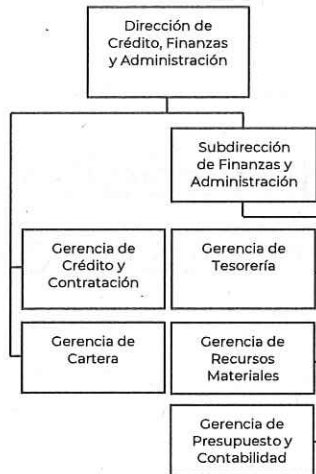 Dirección de
Crédito, Finanzas
y Administración
Subdirección
de Finanzas y
Administración
Gerencia de
Crédito y
Contratación
Gerencia de
Tesorería
Gerencia de
Cartera
Gerencia de
Recursos
Materiales
Gerencia de
Presupuesto y
Contabilidad